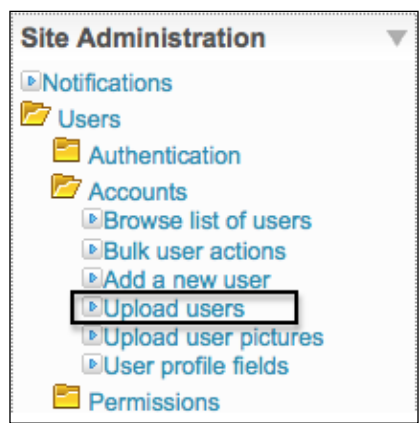 Site Administration
Notifications
Users
Authentication
Accounts
Browse list of users
Bulk user actions
Add a new user
Upload users
Upload user pictures
User profile fields
Permissions